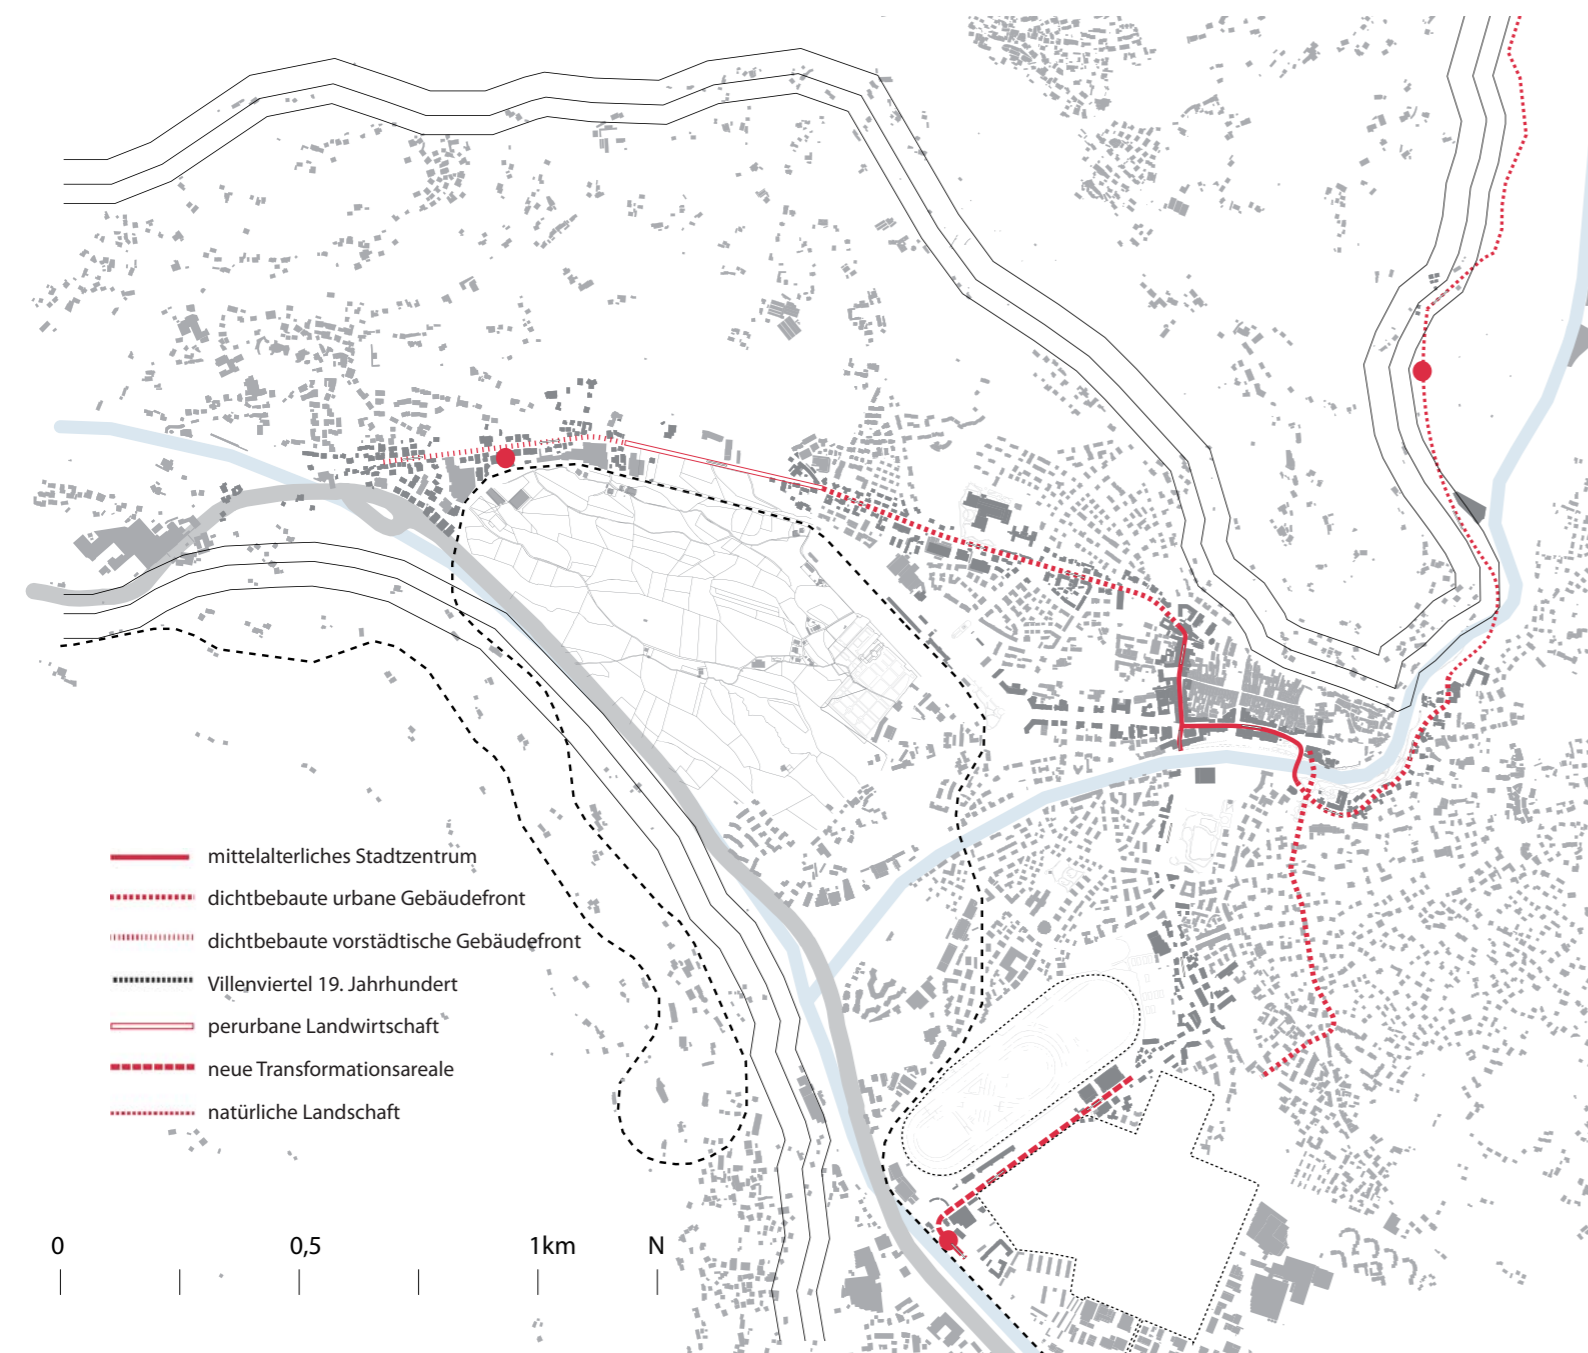 mittelalterliches Stadtzentrum
dichtbebaute urbane Gebäudefront
dichtbebaute vorstädtische Gebäudefront
Villenviertel 19. Jahrhundert
perurbane Landwirtschaft
neue Transformationsareale
natürliche Landschaft
0 0,5 1km N